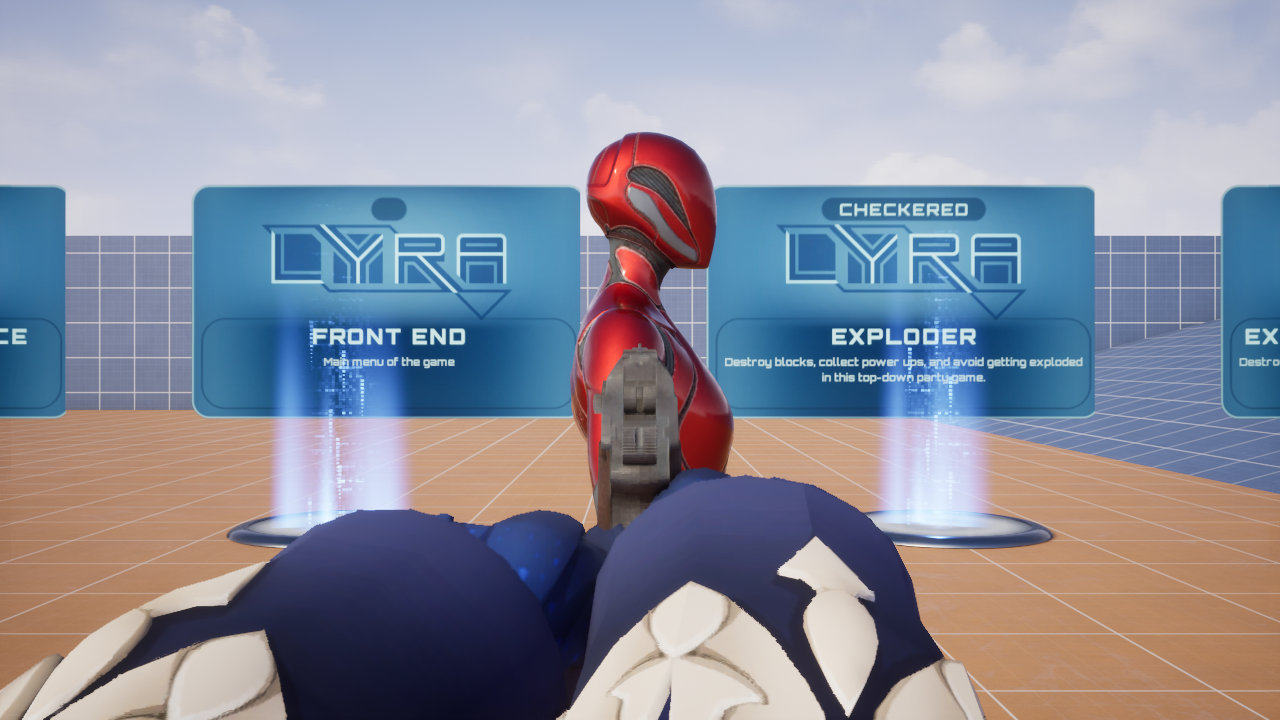 CE
LYRA
FRONT END
Main menu of the game
CHECKERED
LYRA
EXPLODER
Destroy blocks, collect power ups, and avoid getting exploded
in this top-down party game.
EX
Destro